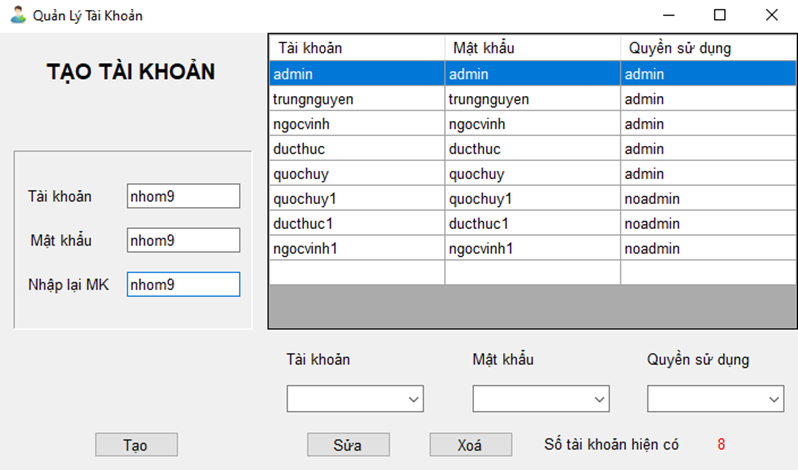 Quản Lý Tài Khoản
TẠO TÀI KHOẢN
Tài khoản nhom9
Mật khẩu nhom9
Nhập lại MK nhom9
Tài khoản Mật khẩu Quyền sử dụng
admin admin admin
trungnguyen trungnguyen admin
ngocvinh ngocvinh admin
ducthuc ducthuc admin
quochuy quochuy admin
quochuy1 quochuy1 noadmin
ducthuc1 ducthuc1 noadmin
ngocvinh1 ngocvinh1 noadmin
Tài khoản Mật khẩu Quyền sử dụng
Tạo Sửa Xoá Số tài khoản hiện có 8